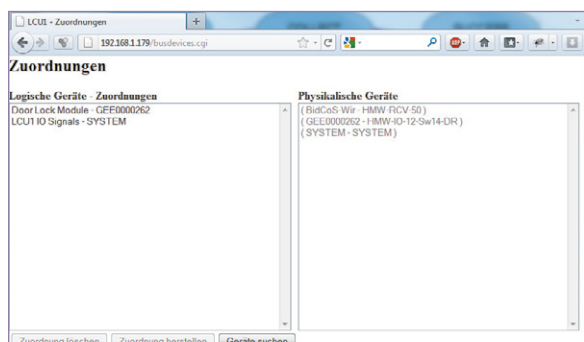 LCU1 - Zuordnungen
192.168.1.179/busdevices.cgi
Zuordnungen
Logische Geräte - Zuordnungen
Door Lock Module - GEE0000262
LCU1 IO Signals - SYSTEM
Physikalische Geräte
( BidCoS-Wir - HMW-RCV-50 )
( GEE0000262 - HMW-IO-12-Sw14-DR )
( SYSTEM - SYSTEM )
Zuordnung löschen
Zuordnung herstellen
Geräte suchen